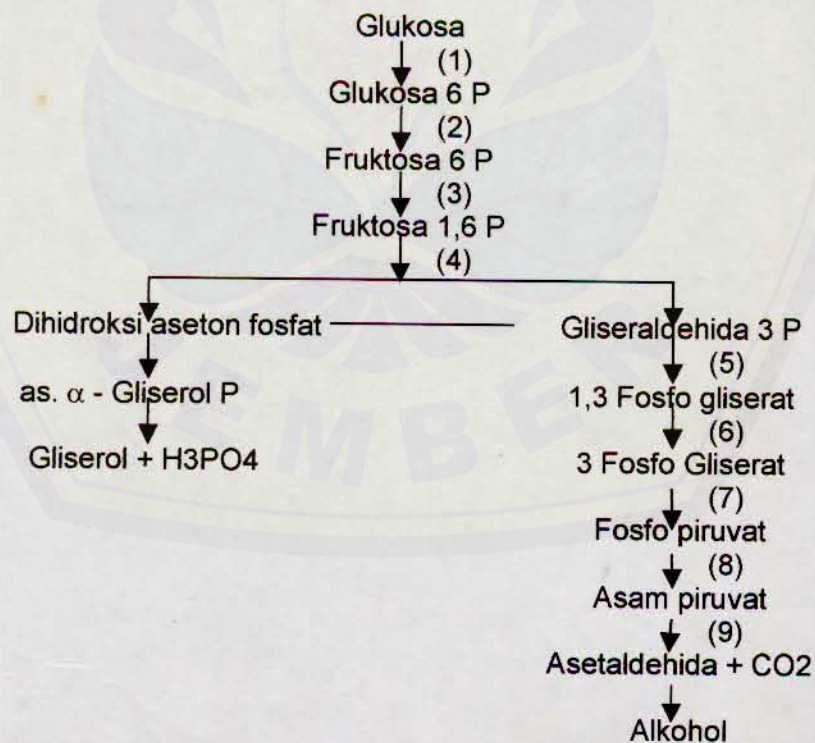 Glukosa
(1)
Glukosa 6 P
(2)
Fruktosa 6 P
(3)
Fruktosa 1,6 P
(4)
Dihidroksi aseton fosfat
Gliseraldehida 3 P
(5)
as. α - Gliserol P
1,3 Fosfo gliserat
(6)
Gliserol + H3PO4
3 Fosfo Gliserat
(7)
Fosfo piruvat
(8)
Asam piruvat
(9)
Asetaldehida + CO2
Alkohol
JEMBER